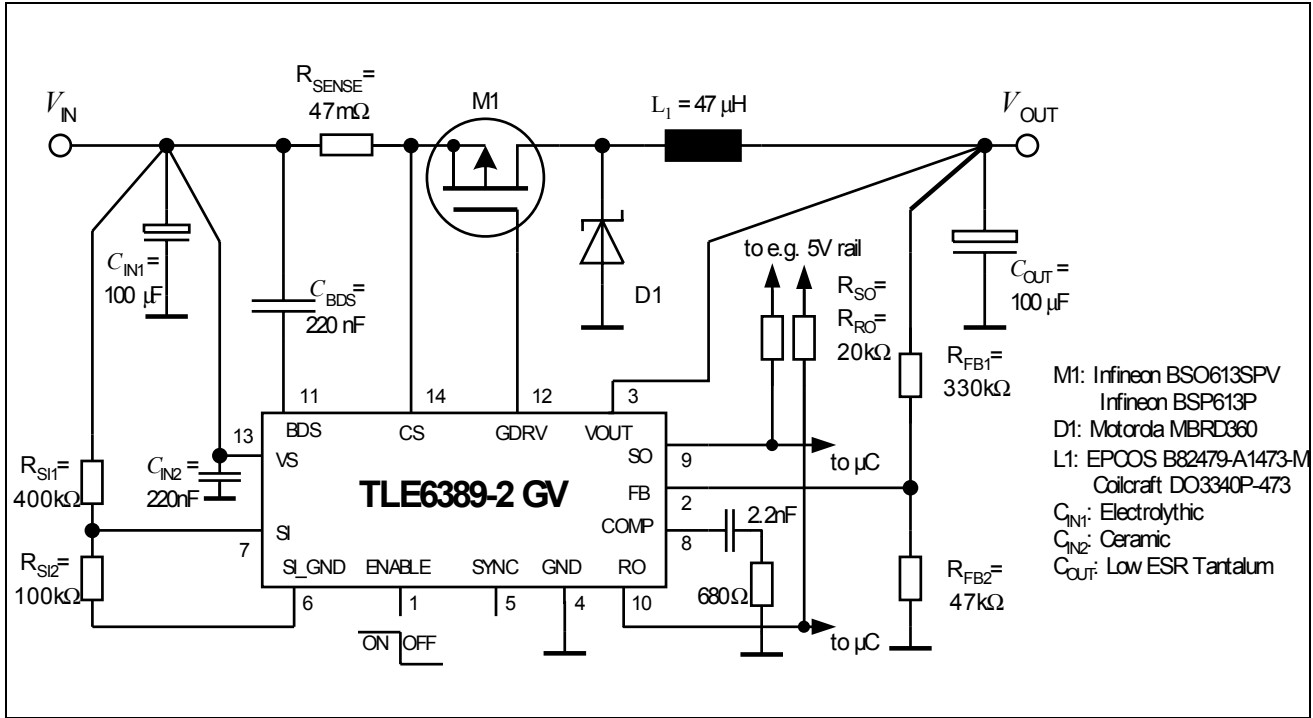 R_SENSE=
47mΩ
M1
L_1 = 47 µH
V_IN
V_OUT
C_IN1=
100 µF
C_BDS=
220 nF
D1
to e.g. 5V rail
R_SO=
R_RO=
20kΩ
C_OUT=
100 µF
R_FB1=
330kΩ
M1: Infineon BSO613SPV
Infineon BSP613P
D1: Motorola MBRD360
L1: EPCOS B82479-A1473-M
Coilcraft DO3340P-473
C_IN1: Electrolythic
C_IN2: Ceramic
C_OUT: Low ESR Tantalum
11
14
12
3
13
BDS
CS
GDRV
VOUT
VS
SO
9
to µC
R_SI1=
400kΩ
C_IN2=
220nF
TLE6389-2 GV
FB
2
COMP
8
2.2nF
SI
7
R_SI2=
100kΩ
SI_GND
ENABLE
SYNC
GND
RO
6
1
5
4
10
680Ω
R_FB2=
47kΩ
ON
OFF
to µC